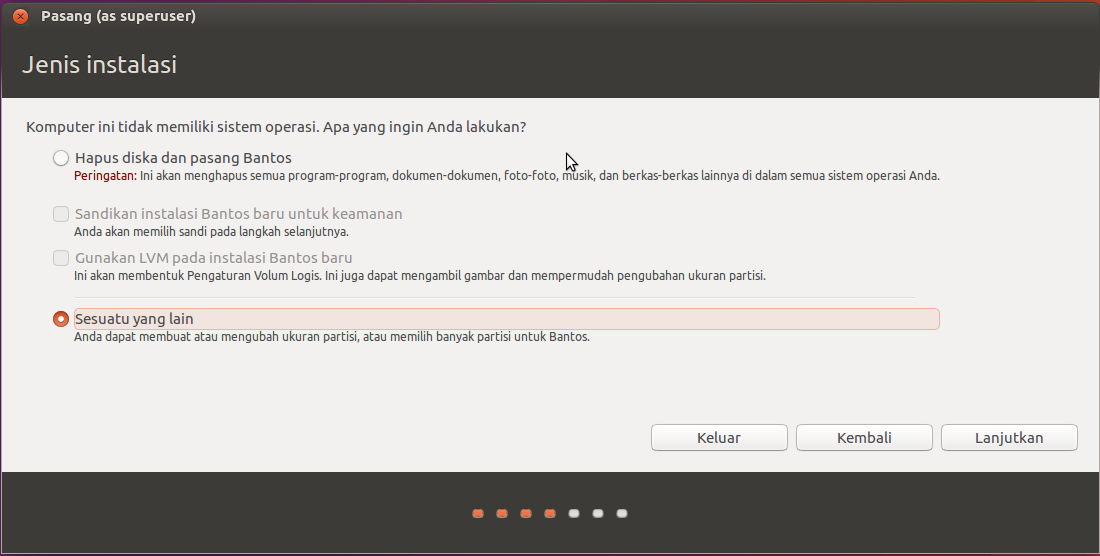 Pasang (as superuser)
Jenis instalasi
Komputer ini tidak memiliki sistem operasi. Apa yang ingin Anda lakukan?
Hapus diska dan pasang Bantos
Peringatan: Ini akan menghapus semua program-program, dokumen-dokumen, foto-foto, musik, dan berkas-berkas lainnya di dalam semua sistem operasi Anda.
Sandikan instalasi Bantos baru untuk keamanan
Anda akan memilih sandi pada langkah selanjutnya.
Gunakan LVM pada instalasi Bantos baru
Ini akan membentuk Pengaturan Volum Logis. Ini juga dapat mengambil gambar dan mempermudah pengubahan ukuran partisi.
Sesuatu yang lain
Anda dapat membuat atau mengubah ukuran partisi, atau memilih banyak partisi untuk Bantos.
Keluar
Kembali
Lanjutkan